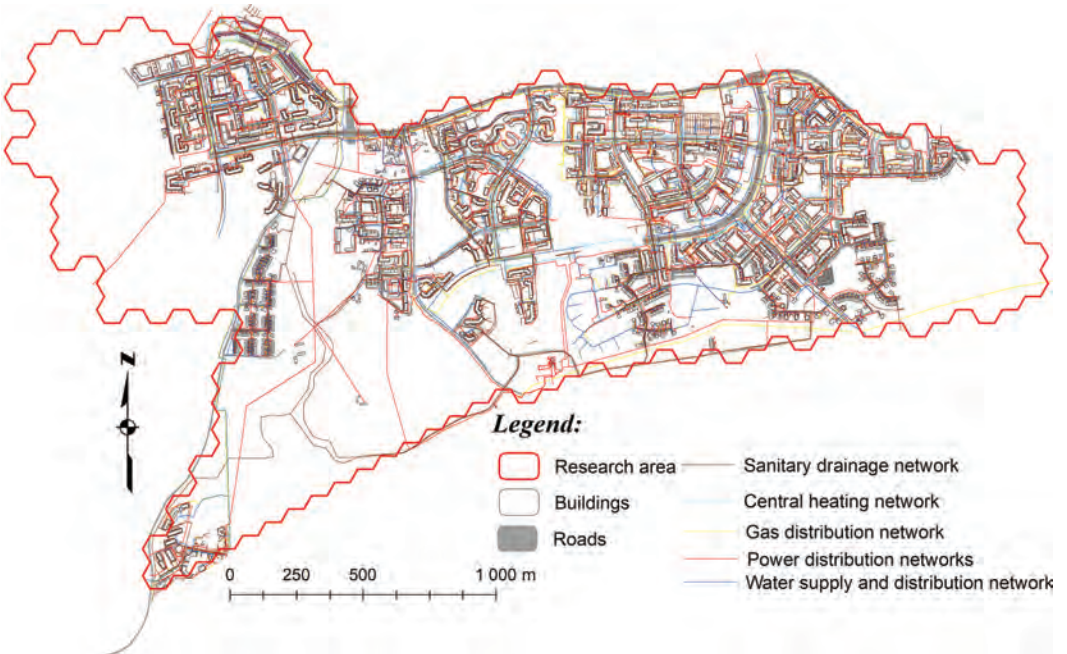 N
Legend:
Research area
Buildings
Roads
Sanitary drainage network
Central heating network
Gas distribution network
Power distribution networks
Water supply and distribution network
0 250 500 1 000 m